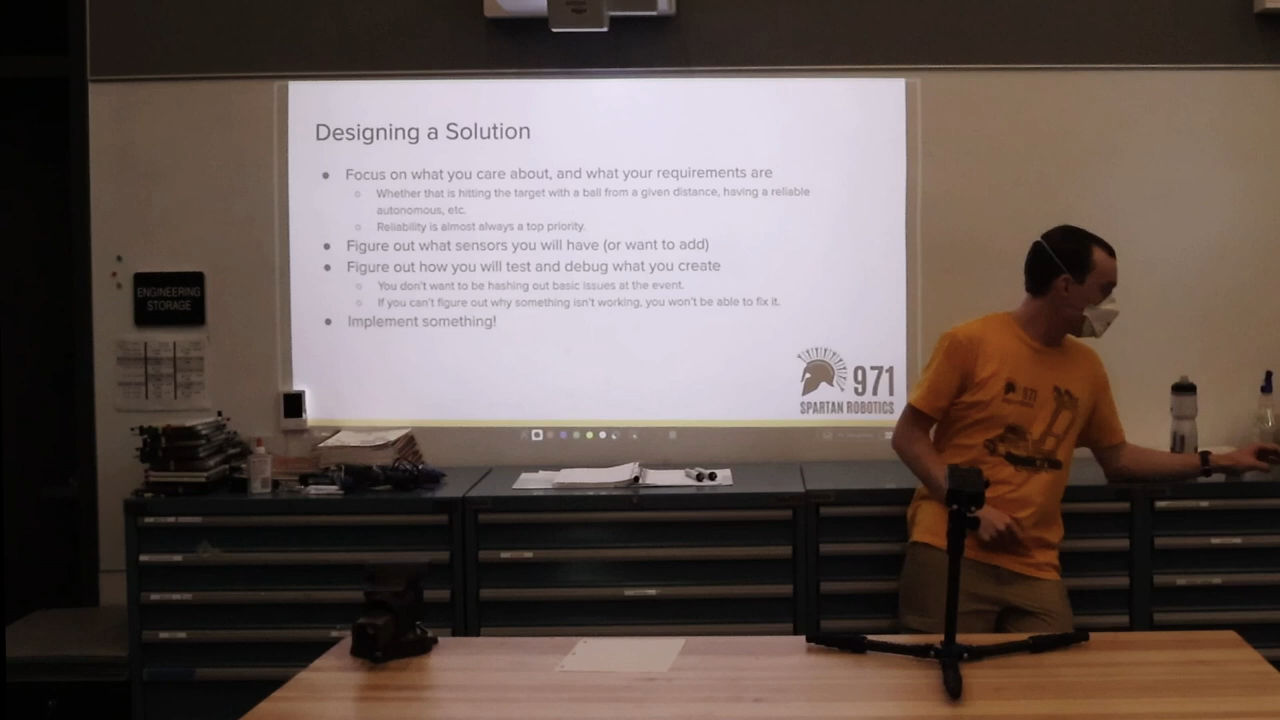 Designing a Solution
● Focus on what you care about, and what your requirements are
○ Whether that is hitting the target with a ball from a given distance, having a reliable
autonomous, etc.
○ Reliability is almost always a top priority.
● Figure out what sensors you will have (or want to add)
● Figure out how you will test and debug what you create
○ You don't want to be hashing out basic issues at the event.
○ If you can't figure out why something isn't working, you won't be able to fix it.
● Implement something!
971
SPARTAN ROBOTICS
ENGINEERING
STORAGE
971